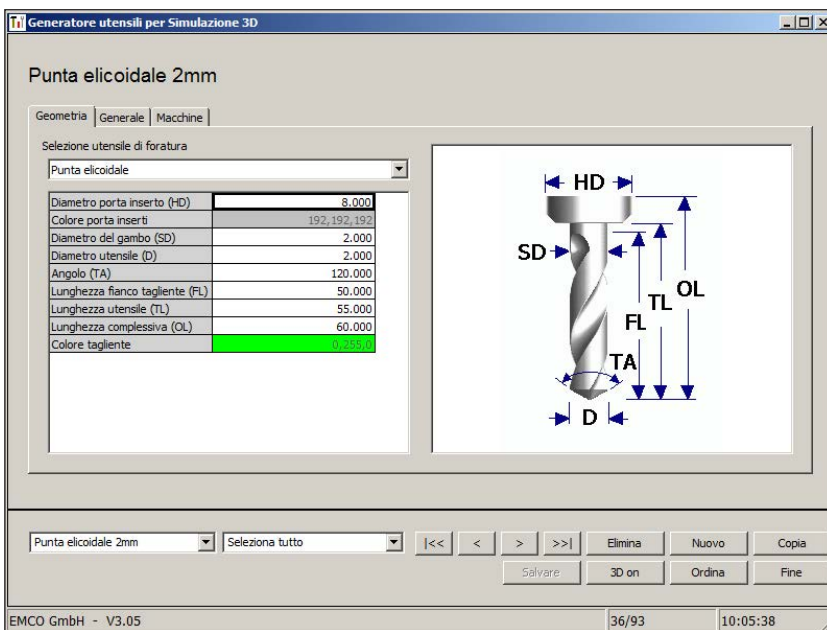 Generatore utensili per Simulazione 3D
Punta elicoidale 2mm
Geometria Generale Macchine
Selezione utensile di foratura
Punta elicoidale
Diametro porta inserto (HD) 8.000
Colore porta inserti 192,192,192
Diametro del gambo (SD) 2.000
Diametro utensile (D) 2.000
Angolo (TA) 120.000
Lunghezza fianco tagliente (FL) 50.000
Lunghezza utensile (TL) 55.000
Lunghezza complessiva (OL) 60.000
Colore tagliente 0,255,0
HD
SD
OL
TL
FL
TA
D
Punta elicoidale 2mm Seleziona tutto |<< < > >>| Elimina Nuovo Copia
Salvare 3D on Ordina Fine
EMCO GmbH - V3.05 36/93 10:05:38